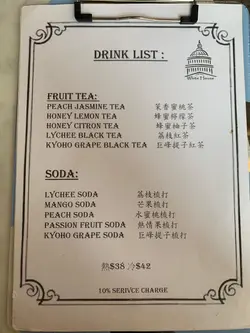 DRINK LIST :
White House
FRUIT TEA:
PEACH JASMINE TEA 茉香蜜桃茶
HONEY LEMON TEA 蜂蜜檸檬茶
HONEY CITRON TEA 蜂蜜柚子茶
LYCHEE BLACK TEA 荔枝紅茶
KYOHO GRAPE BLACK TEA 巨峰提子紅茶
SODA:
LYCHEE SODA 荔枝梳打
MANGO SODA 芒果梳打
PEACH SODA 水蜜桃梳打
PASSION FRUIT SODA 熱情果梳打
KYOHO GRAPE SODA 巨峰提子梳打
熱$38 冷$42
10% SERIVCE CHARGE